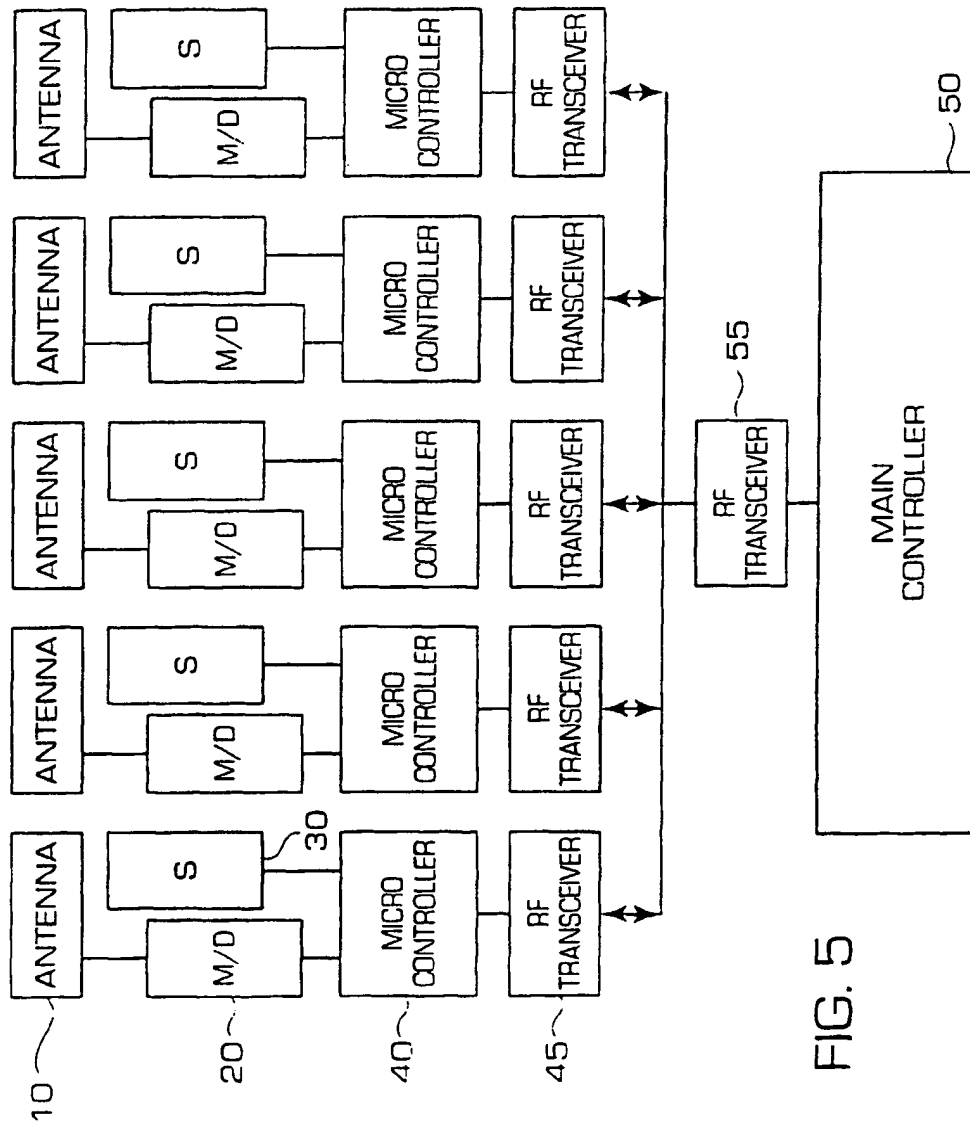 ANTENNA
ANTENNA
ANTENNA
ANTENNA
ANTENNA
10
S
S
S
S
S
30
M/D
M/D
M/D
M/D
M/D
20
MICRO
CONTROLLER
MICRO
CONTROLLER
MICRO
CONTROLLER
MICRO
CONTROLLER
MICRO
CONTROLLER
40
RF
TRANSCEIVER
RF
TRANSCEIVER
RF
TRANSCEIVER
RF
TRANSCEIVER
RF
TRANSCEIVER
45
RF
TRANSCEIVER
55
MAIN
CONTROLLER
50
FIG. 5